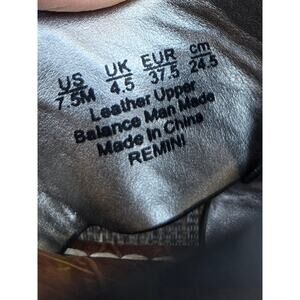 US UK EUR cm
7.5M 4.5 37.5 24.5
Leather Upper
Balance Man Made
Made In China
REMINI